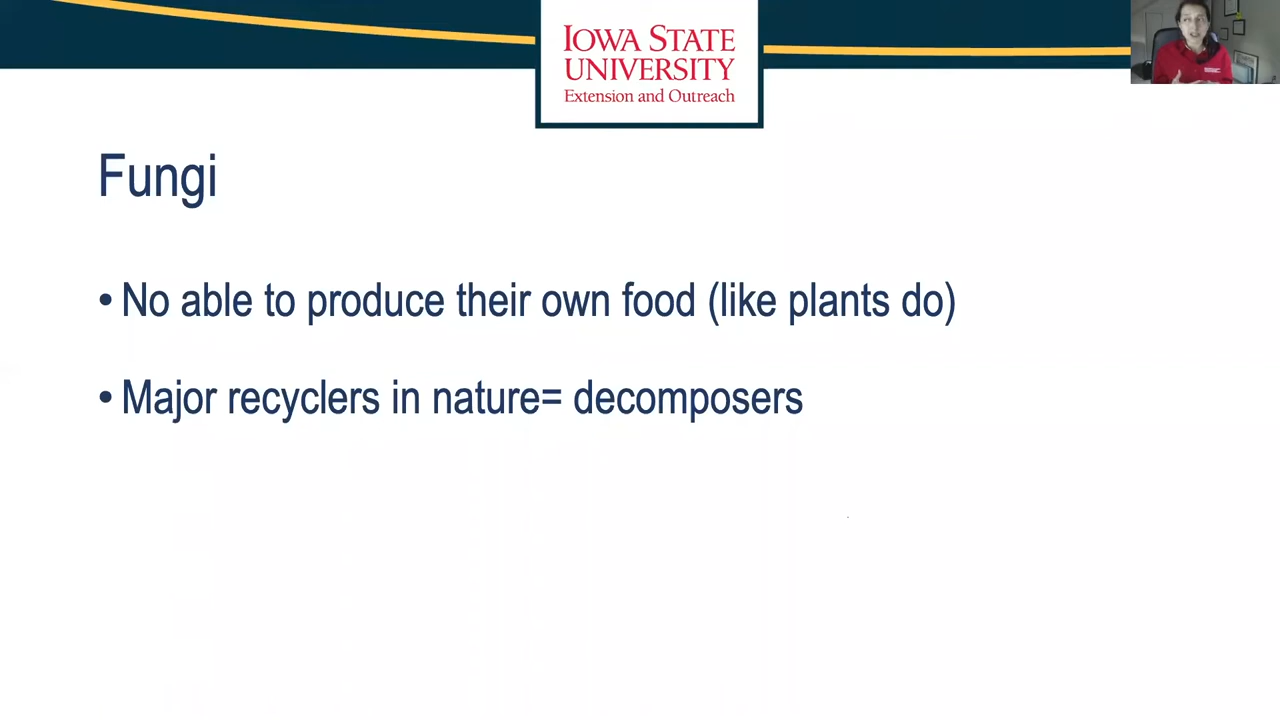 IOWA STATE
UNIVERSITY
Extension and Outreach
Fungi
• No able to produce their own food (like plants do)
• Major recyclers in nature= decomposers